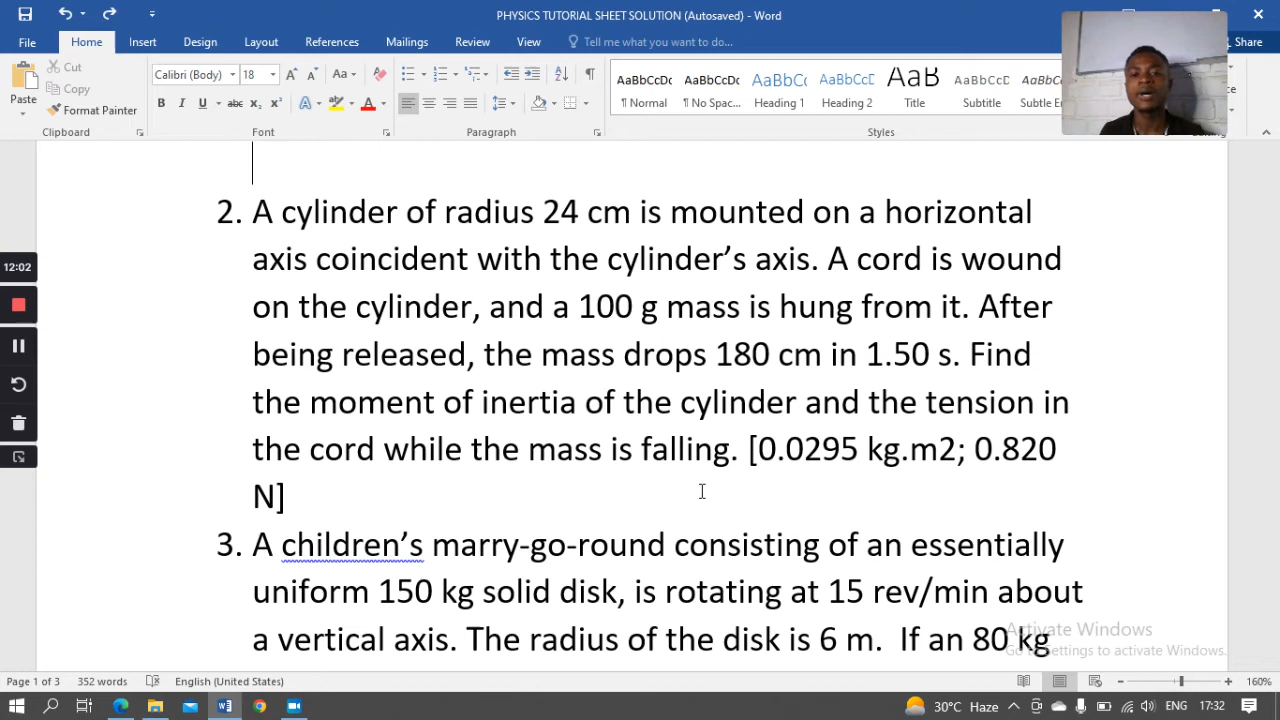 PHYSICS TUTORIAL SHEET SOLUTION (Autosaved) - Word
File Home Insert Design Layout References Mailings Review View Tell me what you want to do... Share
Cut
Copy
Format Painter
Paste
Calibri (Body) 18 Aa
B I U abc x₂ x² A A
AaBbCcDc AaBbCcDc AaBbCc AaBbCcC AaB AaBbCcC AaBbCcDc
¶ Normal ¶ No Spac... Heading 1 Heading 2 Title Subtitle Subtle Em
Clipboard Font Paragraph Styles
12:02
2. A cylinder of radius 24 cm is mounted on a horizontal
axis coincident with the cylinder’s axis. A cord is wound
on the cylinder, and a 100 g mass is hung from it. After
being released, the mass drops 180 cm in 1.50 s. Find
the moment of inertia of the cylinder and the tension in
the cord while the mass is falling. [0.0295 kg.m2; 0.820
N]
3. A children’s marry-go-round consisting of an essentially
uniform 150 kg solid disk, is rotating at 15 rev/min about
a vertical axis. The radius of the disk is 6 m. If an 80 kg
Activate Windows
Go to Settings to activate Windows.
Page 1 of 3 352 words English (United States) 160%
30°C Haze ENG 17:32